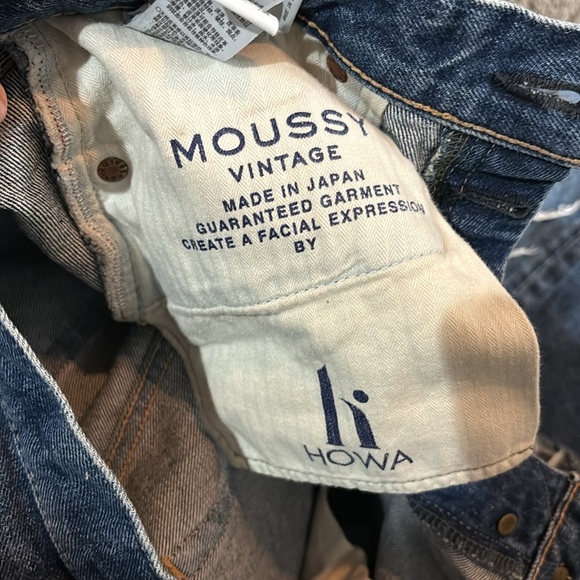 MOUSSY
VINTAGE
MADE IN JAPAN
GUARANTEED GARMENT
CREATE A FACIAL EXPRESSION
BY
HOWA